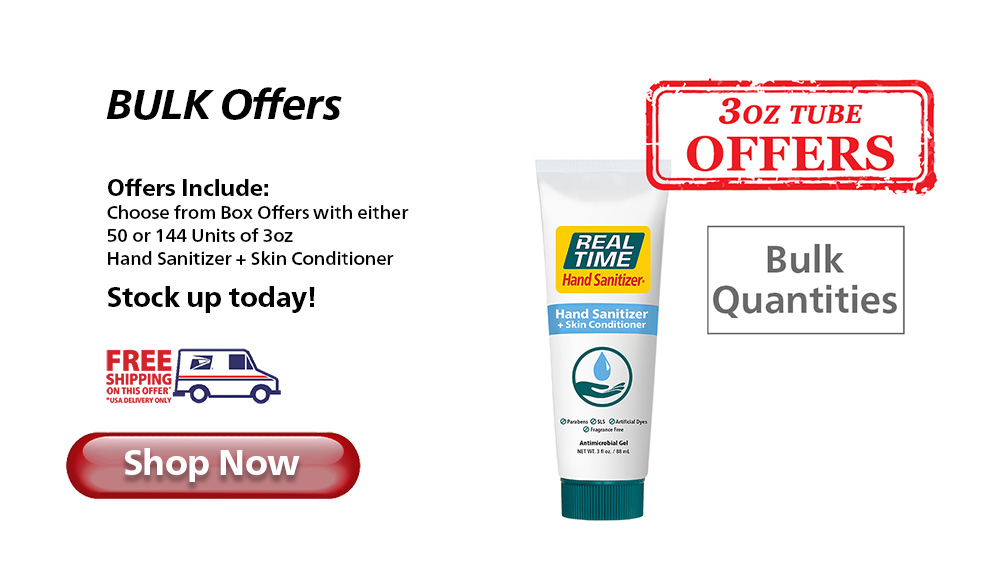 BULK Offers
Offers Include:
Choose from Box Offers with either
50 or 144 Units of 3oz
Hand Sanitizer + Skin Conditioner
Stock up today!
FREE
SHIPPING
ON THIS OFFER*
*USA DELIVERY ONLY
Shop Now
3OZ TUBE
OFFERS
REAL
TIME
Hand Sanitizer
Hand Sanitizer
+ Skin Conditioner
Parabens SLS Artificial Dyes
Fragrance Free
Antimicrobial Gel
NET WT. 3 fl oz. / 88 mL
Bulk
Quantities